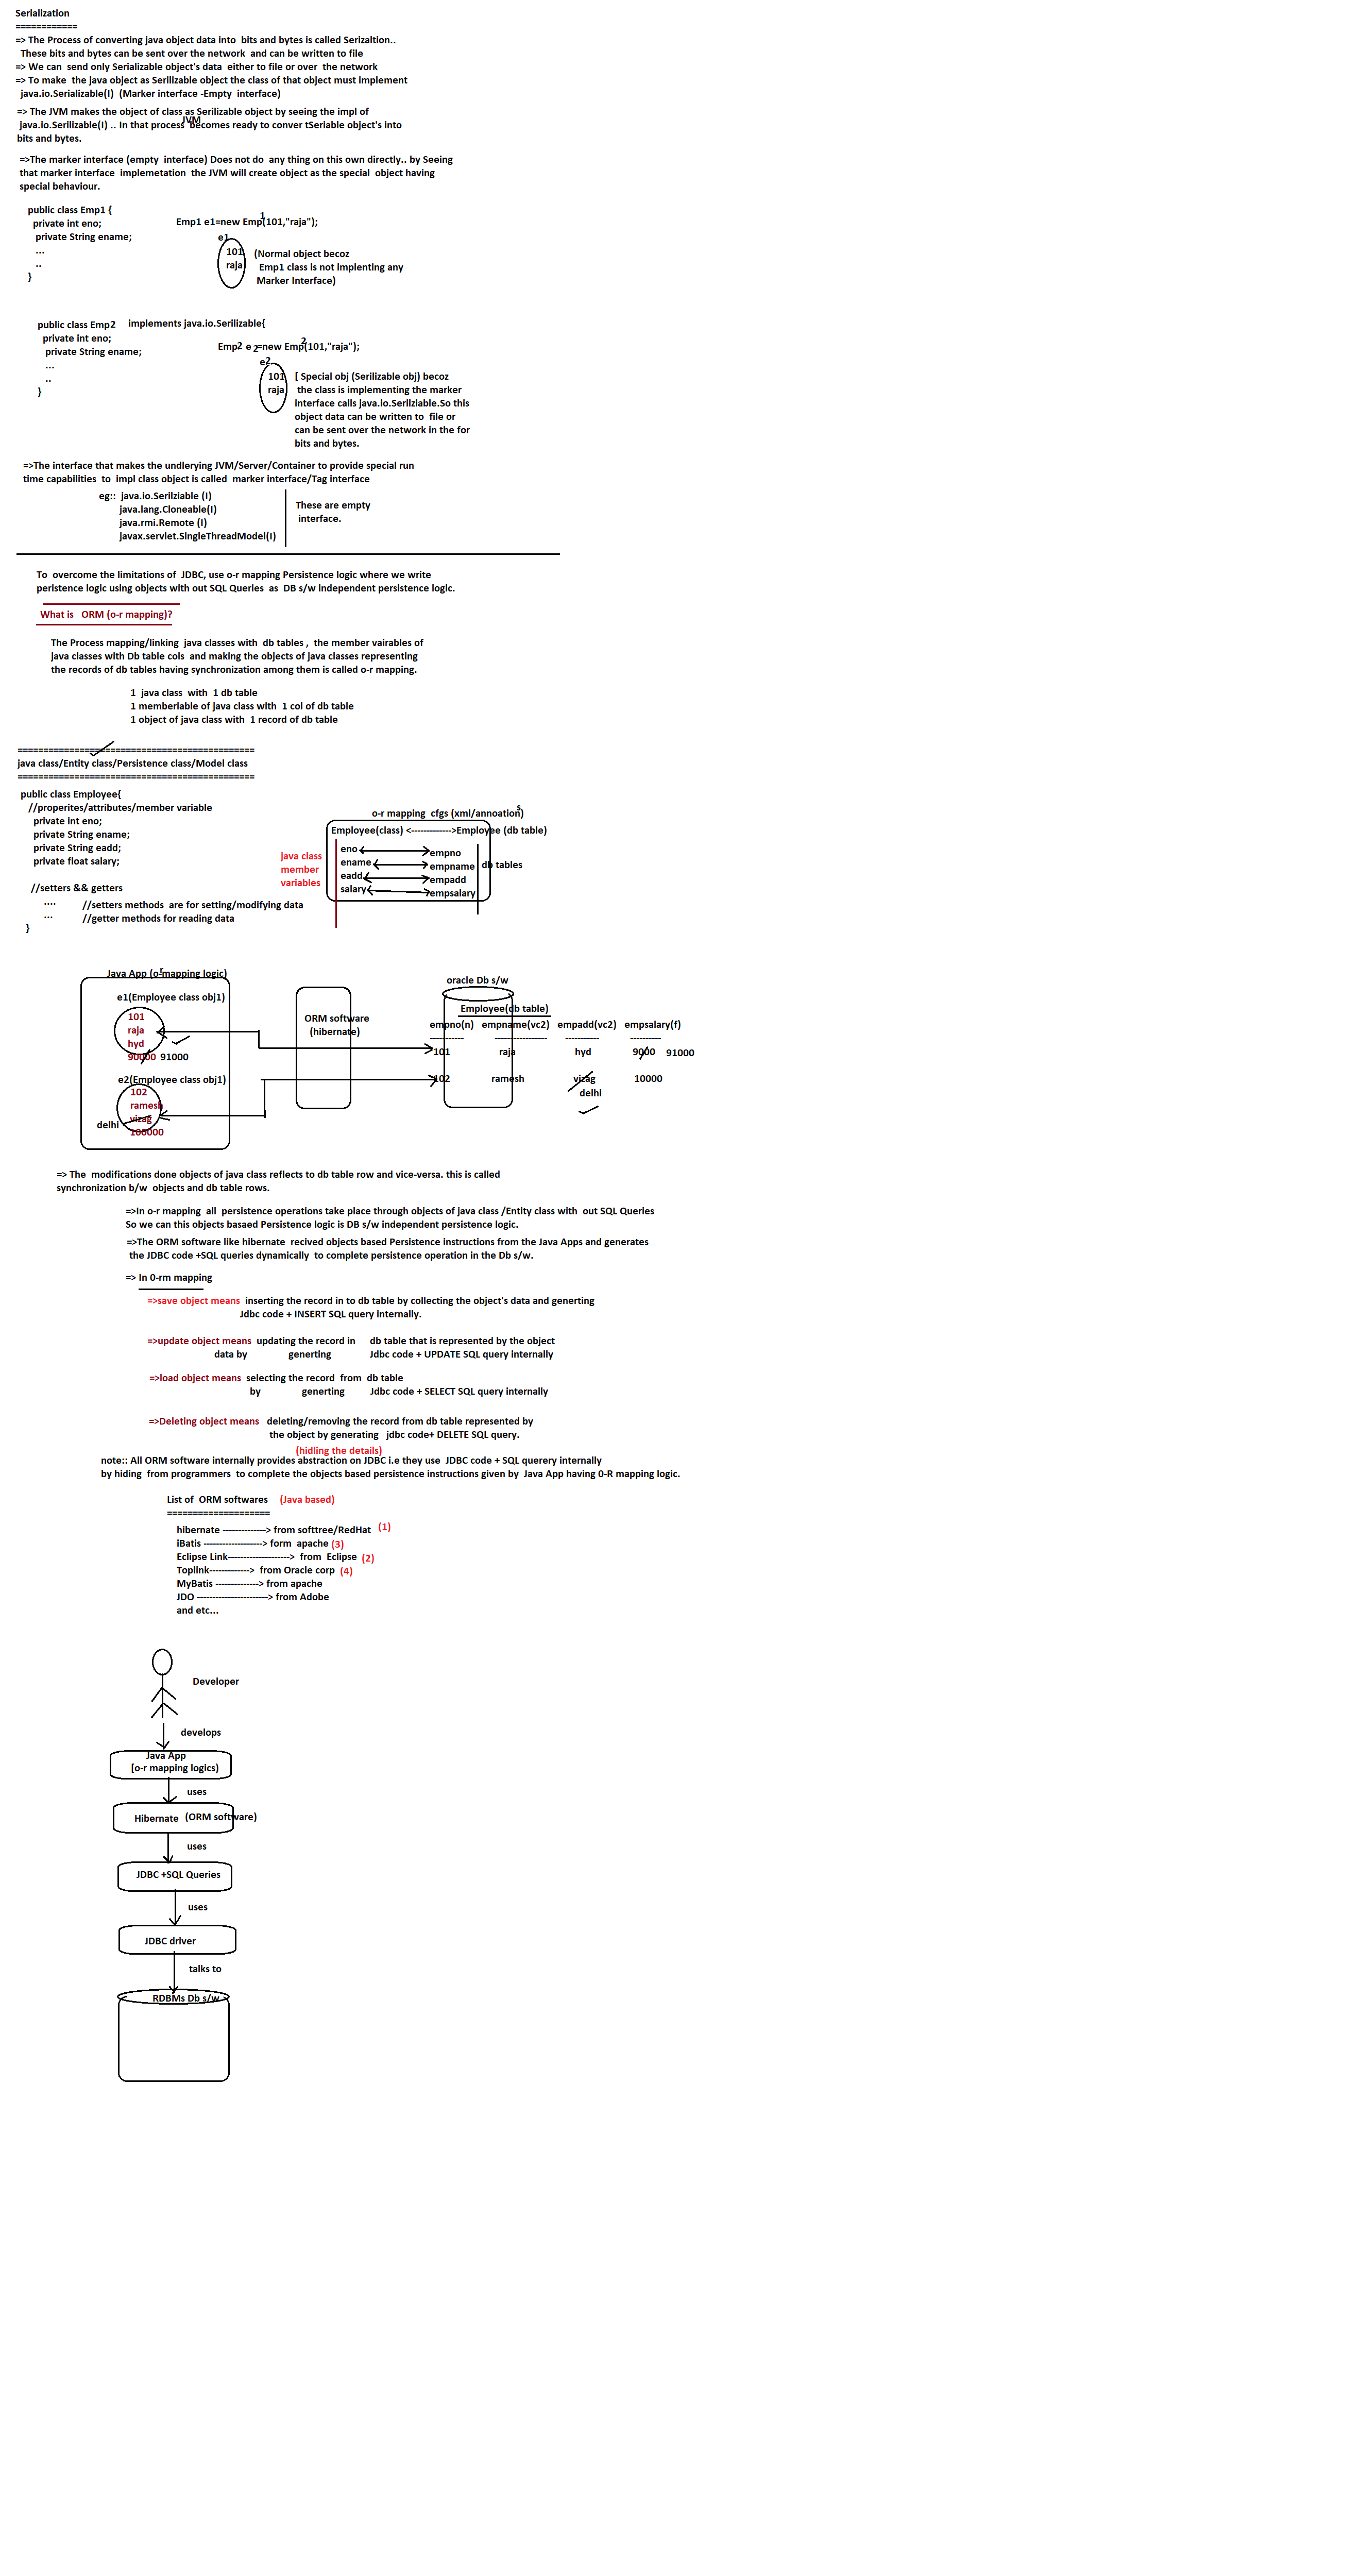 Serialization
============
=> The Process of converting java object data into  bits and bytes is called Serizaltion..
These bits and bytes can be sent over the network  and can be written to file
=> We can  send only Serializable object's data  either to file or over  the network
=> To make  the java object as Serilizable object the class of that object must implement
java.io.Serializable(I)  (Marker interface -Empty  interface)
=> The JVM makes the object of class as Serilizable object by seeing the impl of
JVM
java.io.Serilizable(I) .. In that process  becomes ready to conver tSeriable object's into
bits and bytes.
=>The marker interface (empty  interface) Does not do  any thing on this own directly.. by Seeing
that marker interface  implemetation  the JVM will create object as the special  object having
special behaviour.
public class Emp1 {
private int eno;
private String ename;
...
..
}
1
Emp1 e1=new Emp(101,"raja");
e1
101
raja
(Normal object becoz
Emp1 class is not implenting any
Marker Interface)
public class Emp2    implements java.io.Serilizable{
private int eno;
private String ename;
...
..
}
2
Emp2 e 2=new Emp(101,"raja");
e2
101
raja
[ Special obj (Serilizable obj) becoz
the class is implementing the marker
interface calls java.io.Serilziable.So this
object data can be written to  file or
can be sent over the network in the for
bits and bytes.
=>The interface that makes the undlerying JVM/Server/Container to provide special run
time capabilities  to  impl class object is called  marker interface/Tag interface
eg::  java.io.Serilziable (I)
java.lang.Cloneable(I)
java.rmi.Remote (I)
javax.servlet.SingleThreadModel(I)
These are empty
interface.
To  overcome the limitations of  JDBC, use o-r mapping Persistence logic where we write
peristence logic using objects with out SQL Queries  as  DB s/w independent persistence logic.
What is   ORM (o-r mapping)?
The Process mapping/linking  java classes with  db tables ,  the member vairables of
java classes with Db table cols  and making the objects of java classes representing
the records of db tables having synchronization among them is called o-r mapping.
1  java class  with  1 db table
1 memberiable of java class with  1 col of db table
1 object of java class with  1 record of db table
==============================================
java class/Entity class/Persistence class/Model class
==============================================
public class Employee{
//properites/attributes/member variable
private int eno;
private String ename;
private String eadd;
private float salary;
//setters && getters
....          //setters methods  are for setting/modifying data
...           //getter methods for reading data
}
s
o-r mapping  cfgs (xml/annoation)
Employee(class) <------------->Employee (db table)
java class
member
variables
eno
ename
eadd
salary
empno
empname
empadd
empsalary
db tables
Java App (o-mapping logic)
r
e1(Employee class obj1)
101
raja
hyd
90000  91000
e2(Employee class obj1)
102
ramesh
vizag
delhi
100000
ORM software
(hibernate)
oracle Db s/w
Employee(db table)
empno(n)   empname(vc2)   empadd(vc2)   empsalary(f)
-----------            -----------------      -----------            ----------
101                   raja                       hyd                9000    91000
102                ramesh                   vizag               10000
delhi
=> The  modifications done objects of java class reflects to db table row and vice-versa. this is called
synchronization b/w  objects and db table rows.
=>In o-r mapping  all  persistence operations take place through objects of java class /Entity class with  out SQL Queries
So we can this objects basaed Persistence logic is DB s/w independent persistence logic.
=>The ORM software like hibernate  recived objects based Persistence instructions from the Java Apps and generates
the JDBC code +SQL queries dynamically  to complete persistence operation in the Db s/w.
=> In 0-rm mapping
=>save object means  inserting the record in to db table by collecting the object's data and generting
Jdbc code + INSERT SQL query internally.
=>update object means  updating the record in      db table that is represented by the object
data by                generting               Jdbc code + UPDATE SQL query internally
=>load object means  selecting the record  from  db table
by                generting          Jdbc code + SELECT SQL query internally
=>Deleting object means   deleting/removing the record from db table represented by
the object by generating   jdbc code+ DELETE SQL query.
(hidling the details)
note:: All ORM software internally provides abstraction on JDBC i.e they use  JDBC code + SQL querery internally
by hiding  from programmers  to complete the objects based persistence instructions given by  Java App having 0-R mapping logic.
List of  ORM softwares    (Java based)
====================
hibernate --------------> from softtree/RedHat   (1)
iBatis -------------------> form  apache (3)
Eclipse Link--------------------->  from  Eclipse  (2)
Toplink------------->  from Oracle corp  (4)
MyBatis --------------> from apache
JDO -----------------------> from Adobe
and etc...
Developer
develops
Java App
[o-r mapping logics)
uses
Hibernate  (ORM software)
uses
JDBC +SQL Queries
uses
JDBC driver
talks to
RDBMs Db s/w